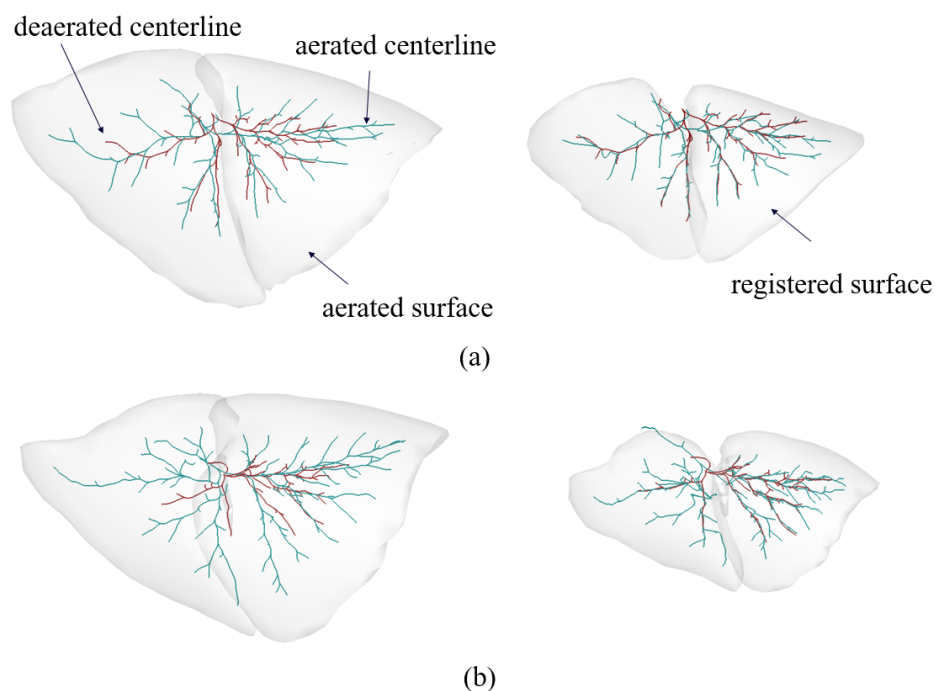 deaerated centerline
aerated centerline
aerated surface
registered surface
(a)
(b)